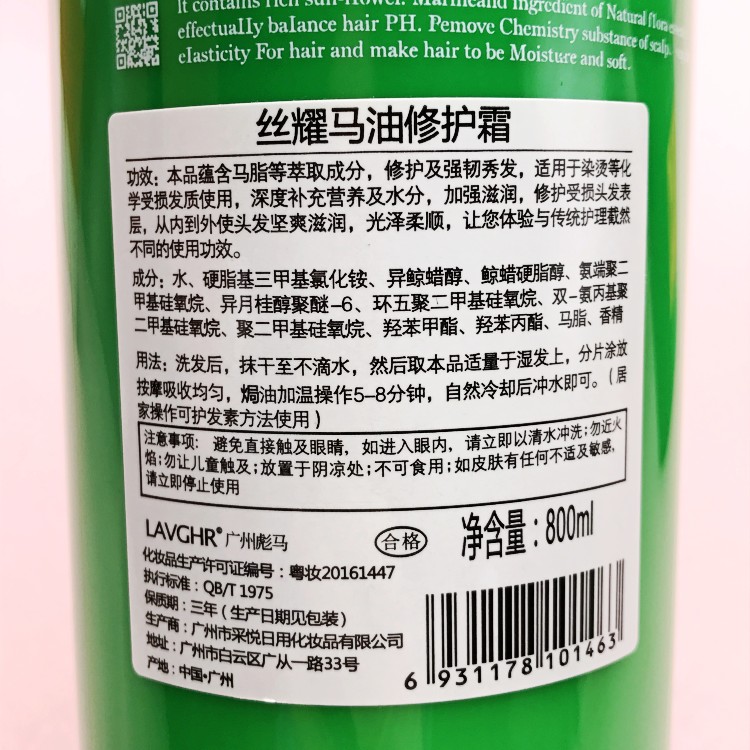 It contains rich sun-flower. Marineand ingredient of Natural flora
effectually balance hair PH. Pemove Chemistry substance of scalp.
elasticity For hair and make hair to be Moisture and soft.
丝耀马油修护霜
功效：本品蕴含马脂等萃取成分，修护及强韧秀发，适用于染烫等化
学受损发质使用，深度补充营养及水分，加强滋润，修护受损头发表
层，从内到外使头发坚爽滋润，光泽柔顺，让您体验与传统护理截然
不同的使用功效。
成分：水、硬脂基三甲基氯化铵、异鲸蜡醇、鲸蜡硬脂醇、氨端聚二
甲基硅氧烷、异月桂醇聚醚-6、环五聚二甲基硅氧烷、双-氨丙基聚
二甲基硅氧烷、聚二甲基硅氧烷、羟苯甲酯、羟苯丙酯、马脂、香精
用法：洗发后，抹干至不滴水，然后取本品适量于湿发上，分片涂放
按摩吸收均匀，焗油加温操作5-8分钟，自然冷却后冲水即可。（居
家操作可护发素方法使用）
注意事项：避免直接触及眼睛，如进入眼内，请立即以清水冲洗；勿近火
焰；勿让儿童触及；放置于阴凉处；不可食用；如皮肤有任何不适及敏感，
请立即停止使用
LAVGHR® 广州彪马
合格
净含量：800ml
化妆品生产许可证编号：粤妆20161447
执行标准：QB/T 1975
保质期：三年（生产日期见包装）
生产商：广州市采悦日用化妆品有限公司
地址：广州市白云区广从一路33号
产地：中国·广州
6 931178 101463